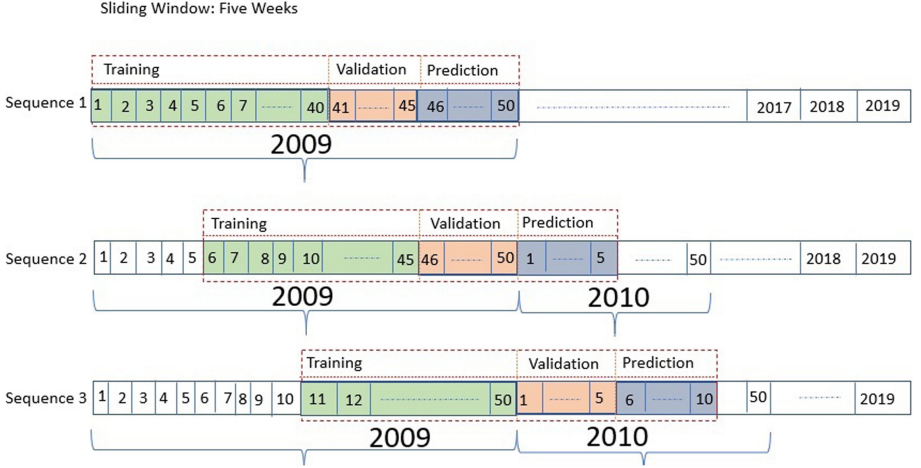 Sliding Window: Five Weeks
Training Validation Prediction
Sequence 1 1 2 3 4 5 6 7 40 41 45 46 50 2017 2018 2019
2009
Training Validation Prediction
Sequence 2 1 2 3 4 5 6 7 8 9 10 45 46 50 1 5 50 2018 2019
2009 2010
Training Validation Prediction
Sequence 3 1 2 3 4 5 6 7 8 9 10 11 12 50 1 5 6 10 50 2019
2009 2010